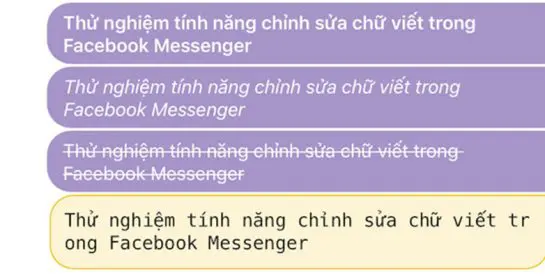 Thử nghiệm tính năng chỉnh sửa chữ viết trong
Facebook Messenger
Thử nghiệm tính năng chỉnh sửa chữ viết trong
Facebook Messenger
Thử nghiệm tính năng chỉnh sửa chữ viết trong
Facebook Messenger
Thử nghiệm tính năng chỉnh sửa chữ viết tr
ong Facebook Messenger